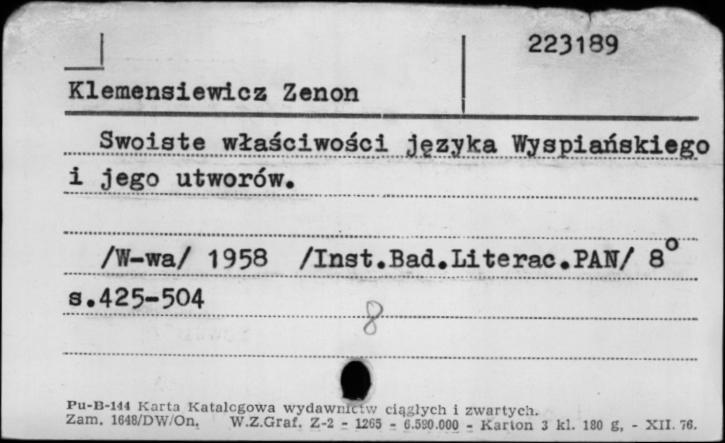 223189
Klemensiewicz Zenon
Swoiste właściwości języka Wyspiańskiego
i jego utworów.
/W-wa/ 1958 /Inst.Bad.Literac.PAN/ 8°
s.425-504
8
Pu-B-144 Karta Katalogowa wydawnictw ciągłych i zwartych.
Zam. 1648/DW/On. W.Z.Graf. Z-2 - 1265 - 6.590.000 - Karton 3 kl. 180 g, - XII. 76.